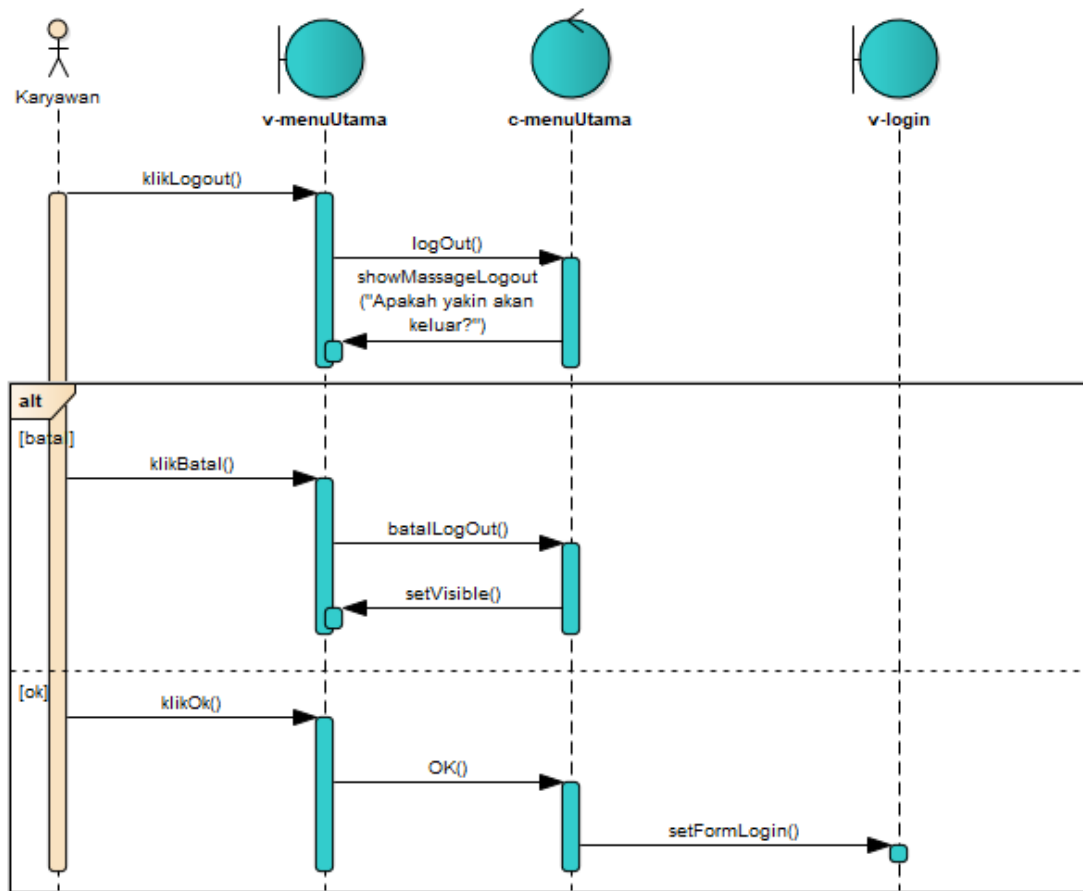 Karyawan
v-menuUtama
c-menuUtama
v-login
klikLogout()
logOut()
showMassageLogout
("Apakah yakin akan
keluar?")
alt
[batal]
klikBatal()
batalLogOut()
setVisible()
[ok]
klikOk()
OK()
setFormLogin()